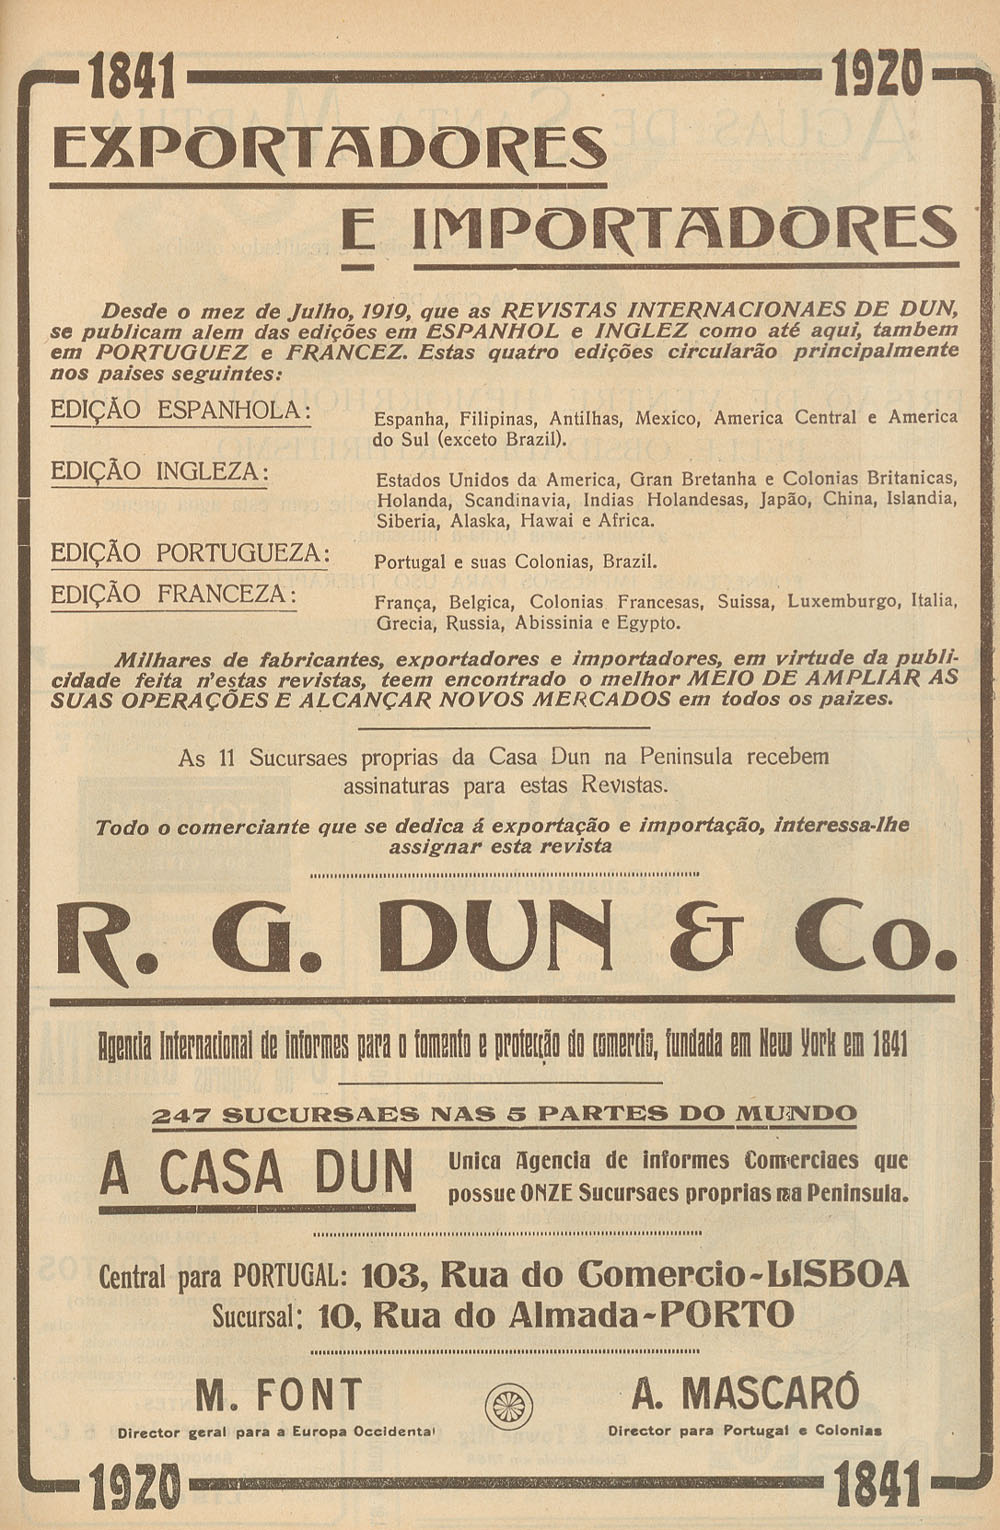 1841 1920
EXPORTADORES
E IMPORTADORES
Desde o mez de Julho, 1919, que as REVISTAS INTERNACIONAES DE DUN,
se publicam alem das edições em ESPANHOL e INGLEZ como até aqui, tambem
em PORTUGUEZ e FRANCEZ. Estas quatro edições circularão principalmente
nos paises seguintes:
EDIÇÃO ESPANHOLA: Espanha, Filipinas, Antilhas, Mexico, America Central e America
do Sul (exceto Brazil).
EDIÇÃO INGLEZA: Estados Unidos da America, Gran Bretanha e Colonias Britanicas,
Holanda, Scandinavia, Indias Holandesas, Japão, China, Islandia,
Siberia, Alaska, Hawai e Africa.
EDIÇÃO PORTUGUEZA: Portugal e suas Colonias, Brazil.
EDIÇÃO FRANCEZA: França, Belgica, Colonias Francesas, Suissa, Luxemburgo, Italia,
Grecia, Russia, Abissinia e Egypto.
Milhares de fabricantes, exportadores e importadores, em virtude da publi-
cidade feita n'estas revistas, teem encontrado o melhor MEIO DE AMPLIAR AS
SUAS OPERAÇÕES E ALCANÇAR NOVOS MERCADOS em todos os paizes.
As 11 Sucursaes proprias da Casa Dun na Peninsula recebem
assinaturas para estas Revistas.
Todo o comerciante que se dedica á exportação e importação, interessa-lhe
assignar esta revista
R. G. DUN & Co.
Agencia Internacional de informes para o fomento e protecção do comercio, fundada em New York em 1841
247 SUCURSAES NAS 5 PARTES DO MUNDO
A CASA DUN Unica Agencia de informes Comerciaes que
possue ONZE Sucursaes proprias na Peninsula.
Central para PORTUGAL: 103, Rua do Comercio-LISBOA
Sucursal: 10, Rua do Almada-PORTO
M. FONT A. MASCARÓ
Director geral para a Europa Occidental Director para Portugal e Colonias
1920 1841